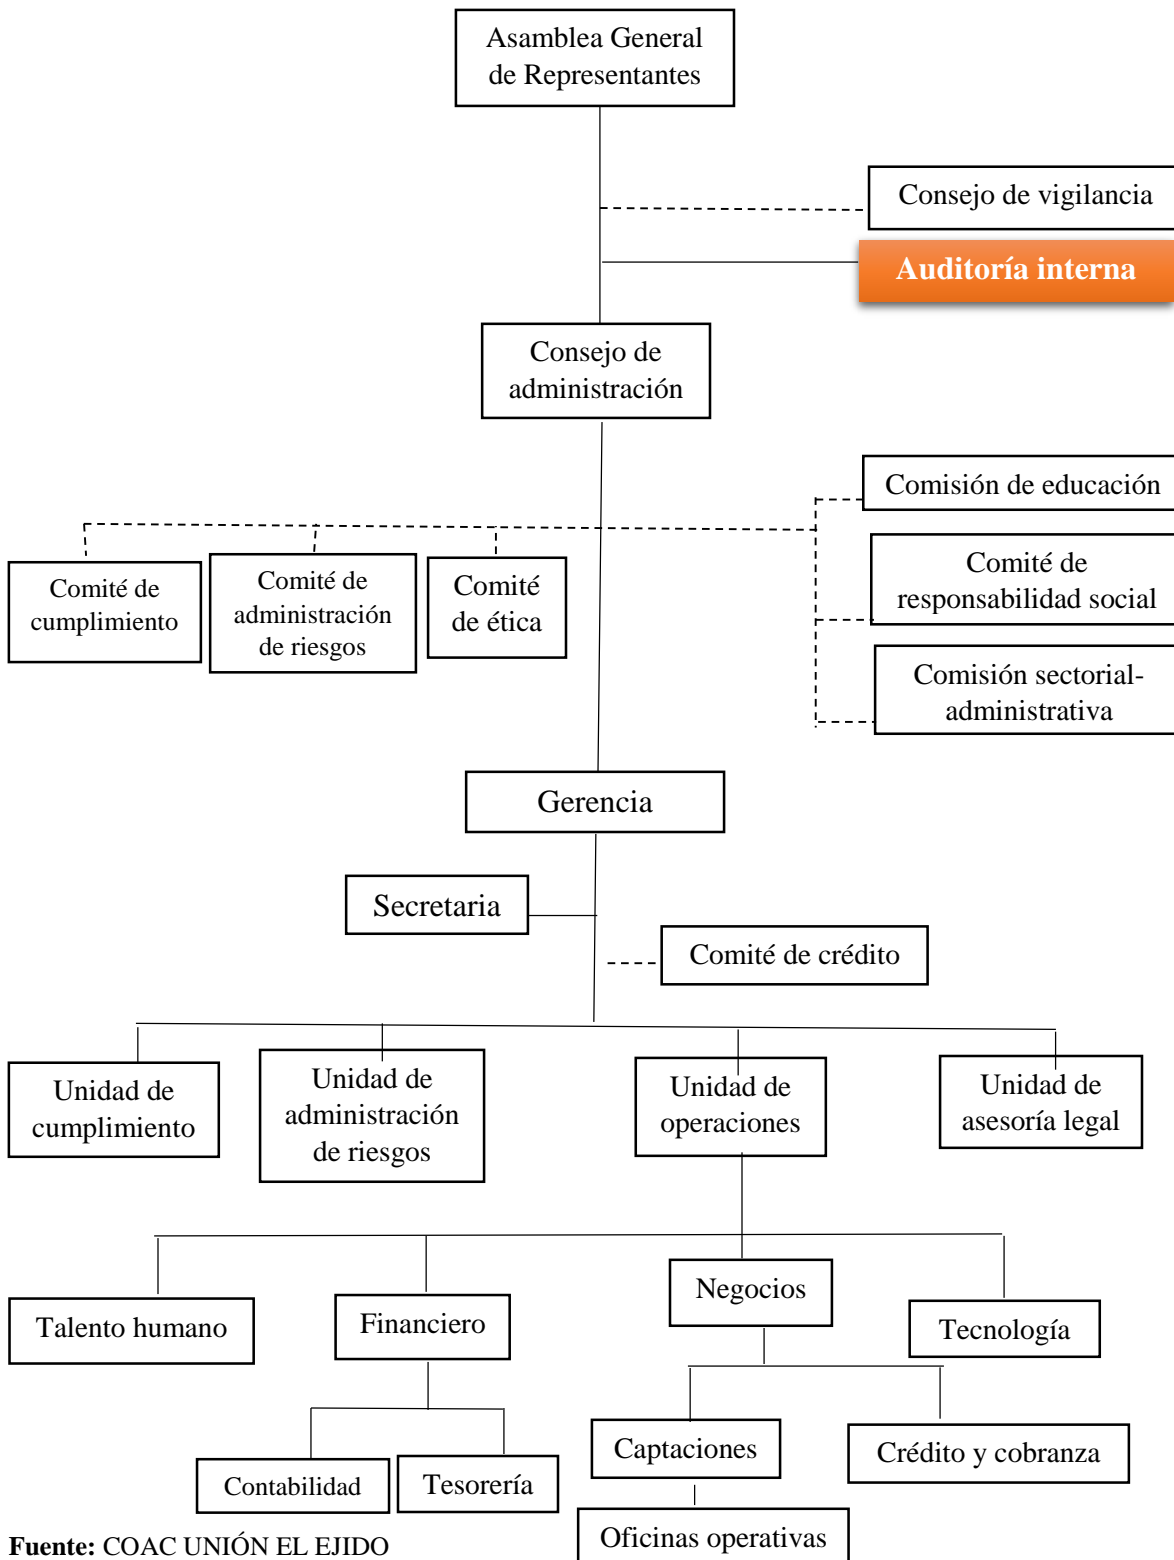 Asamblea General
de Representantes
Consejo de vigilancia
Auditoría interna
Consejo de
administración
Comisión de educación
Comité de
cumplimiento
Comité de
administración
de riesgos
Comité
de ética
Comité de
responsabilidad social
Comisión sectorial-
administrativa
Gerencia
Secretaria
Comité de crédito
Unidad de
cumplimiento
Unidad de
administración
de riesgos
Unidad de
operaciones
Unidad de
asesoría legal
Talento humano
Financiero
Negocios
Tecnología
Contabilidad
Tesorería
Captaciones
Crédito y cobranza
Oficinas operativas
Fuente: COAC UNIÓN EL EJIDO